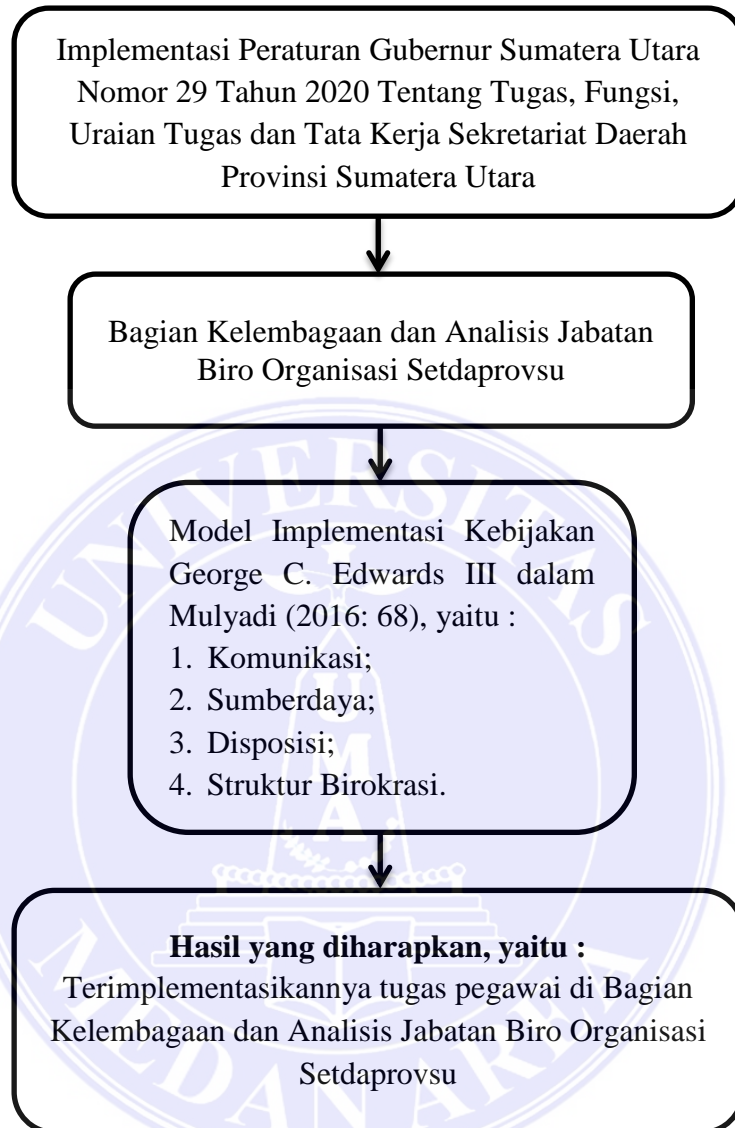 Implementasi Peraturan Gubernur Sumatera Utara
Nomor 29 Tahun 2020 Tentang Tugas, Fungsi,
Uraian Tugas dan Tata Kerja Sekretariat Daerah
Provinsi Sumatera Utara
Bagian Kelembagaan dan Analisis Jabatan
Biro Organisasi Setdaprovsu
Model Implementasi Kebijakan
George C. Edwards III dalam
Mulyadi (2016: 68), yaitu :
1. Komunikasi;
2. Sumberdaya;
3. Disposisi;
4. Struktur Birokrasi.
Hasil yang diharapkan, yaitu :
Terimplementasikannya tugas pegawai di Bagian
Kelembagaan dan Analisis Jabatan Biro Organisasi
Setdaprovsu
UNIVERSITAS
MEDAN AREA
U
M
A